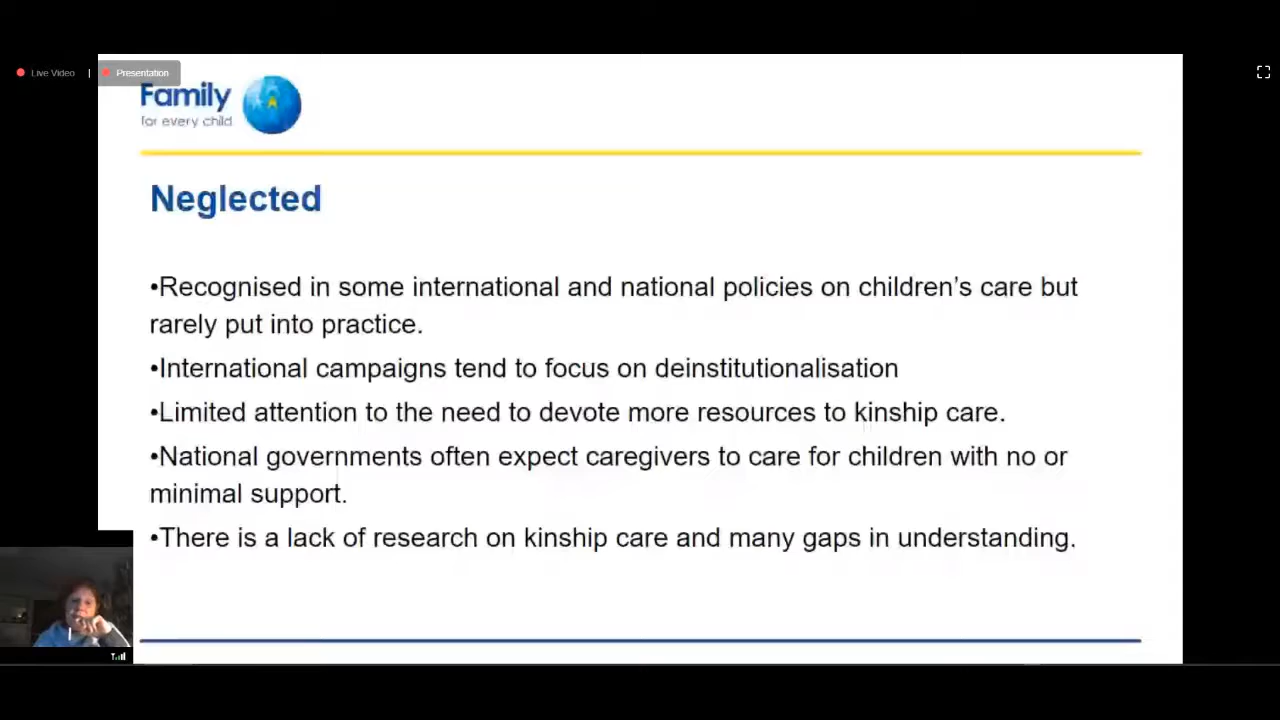 Live Video | Presentation
Family
for every child
Neglected
•Recognised in some international and national policies on children’s care but
rarely put into practice.
•International campaigns tend to focus on deinstitutionalisation
•Limited attention to the need to devote more resources to kinship care.
•National governments often expect caregivers to care for children with no or
minimal support.
•There is a lack of research on kinship care and many gaps in understanding.